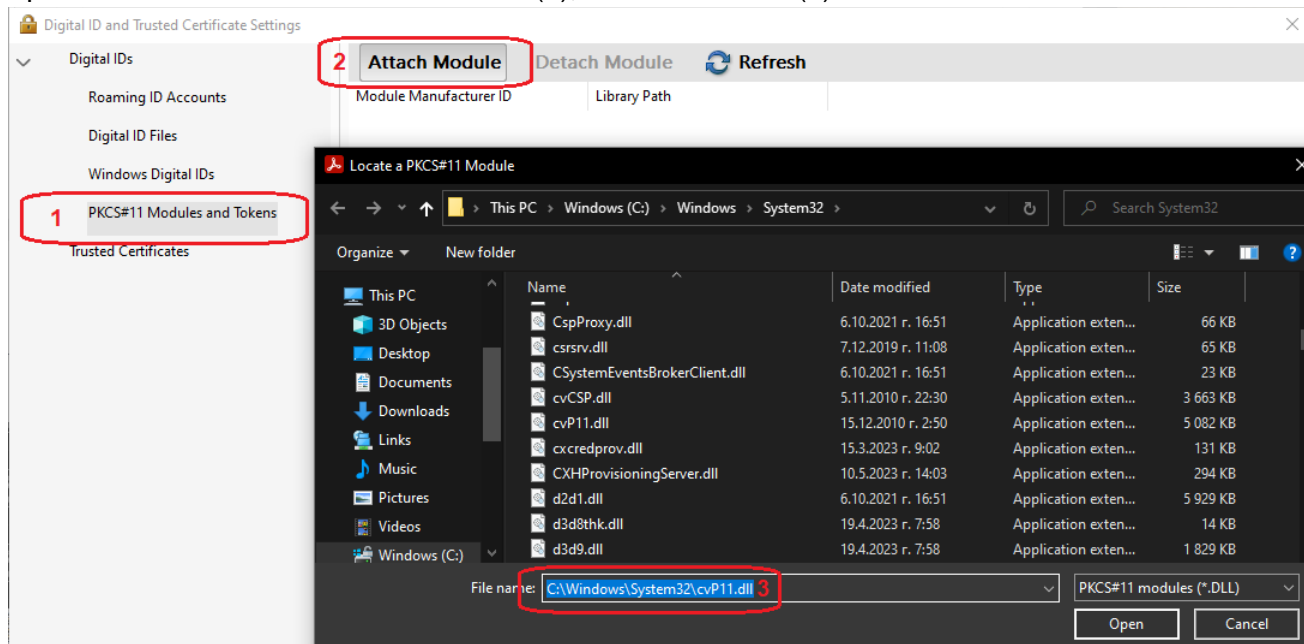 Digital ID and Trusted Certificate Settings
Digital IDs
Roaming ID Accounts
Digital ID Files
Windows Digital IDs
1 PKCS#11 Modules and Tokens
Trusted Certificates
2 Attach Module Detach Module Refresh
Module Manufacturer ID Library Path
Locate a PKCS#11 Module
This PC > Windows (C:) > Windows > System32 >
Search System32
Organize New folder
This PC
3D Objects
Desktop
Documents
Downloads
Links
Music
Pictures
Videos
Windows (C:)
Name Date modified Type Size
CspProxy.dll 6.10.2021 г. 16:51 Application exten... 66 KB
csrsrv.dll 7.12.2019 г. 11:08 Application exten... 65 KB
CSystemEventsBrokerClient.dll 6.10.2021 г. 16:51 Application exten... 23 KB
cvCSP.dll 5.11.2010 г. 22:30 Application exten... 3 663 KB
cvP11.dll 15.12.2010 г. 2:50 Application exten... 5 082 KB
cxcredprov.dll 15.3.2023 г. 9:02 Application exten... 131 KB
CXHProvisioningServer.dll 10.5.2023 г. 14:03 Application exten... 294 KB
d2d1.dll 6.10.2021 г. 16:51 Application exten... 5 929 KB
d3d8thk.dll 19.4.2023 г. 7:58 Application exten... 14 KB
d3d9.dll 19.4.2023 г. 7:58 Application exten... 1 829 KB
File name: C:\Windows\System32\cvP11.dll 3 PKCS#11 modules (*.DLL)
Open Cancel